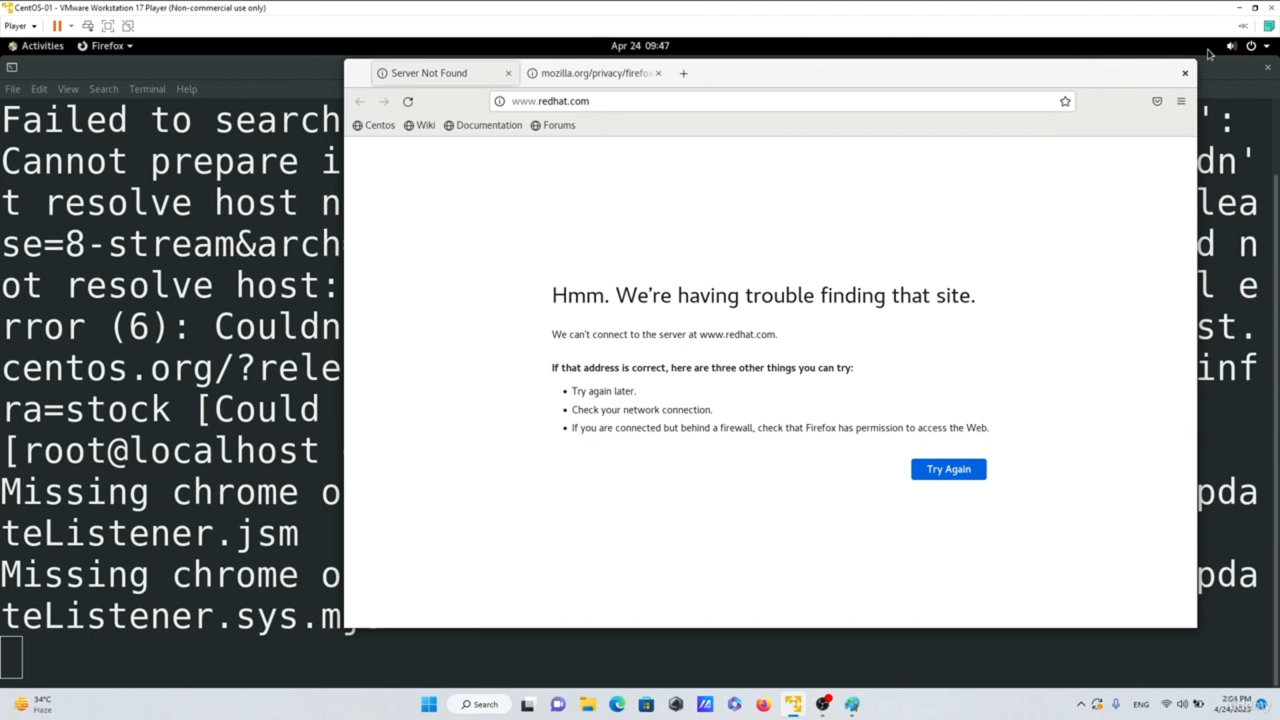 CentOS-01 - VMware Workstation 17 Player (Non-commercial use only)
Player
Activities
Firefox
Apr 24 09:47
Server Not Found
mozilla.org/privacy/firefo
File Edit View Search Terminal Help
www.redhat.com
Centos
Wiki
Documentation
Forums
Failed to search
':
Cannot prepare i
dn'
t resolve host n
lea
se=8-stream&arch
d n
ot resolve host:
l e
rror (6): Couldn
st.
centos.org/?rele
inf
ra=stock [Could
[root@localhost
Missing chrome o
pda
teListener.jsm
Missing chrome o
pda
teListener.sys.m
Hmm. We're having trouble finding that site.
We can't connect to the server at www.redhat.com.
If that address is correct, here are three other things you can try:
Try again later.
Check your network connection.
If you are connected but behind a firewall, check that Firefox has permission to access the Web.
Try Again
34°C
Haze
Search
ENG
2:04 PM
4/24/2023